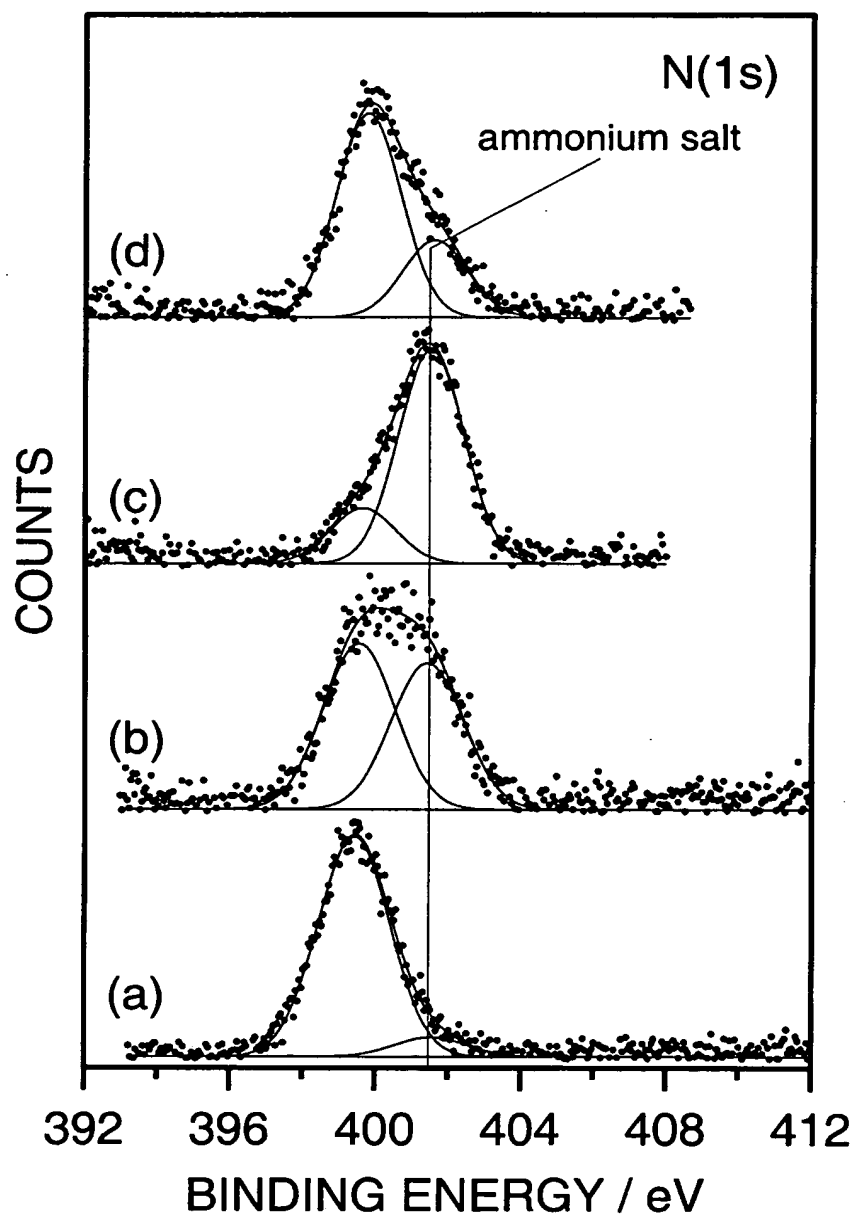 N(1s)
ammonium salt
(d)
(c)
(b)
(a)
COUNTS
392 396 400 404 408 412
BINDING ENERGY / eV